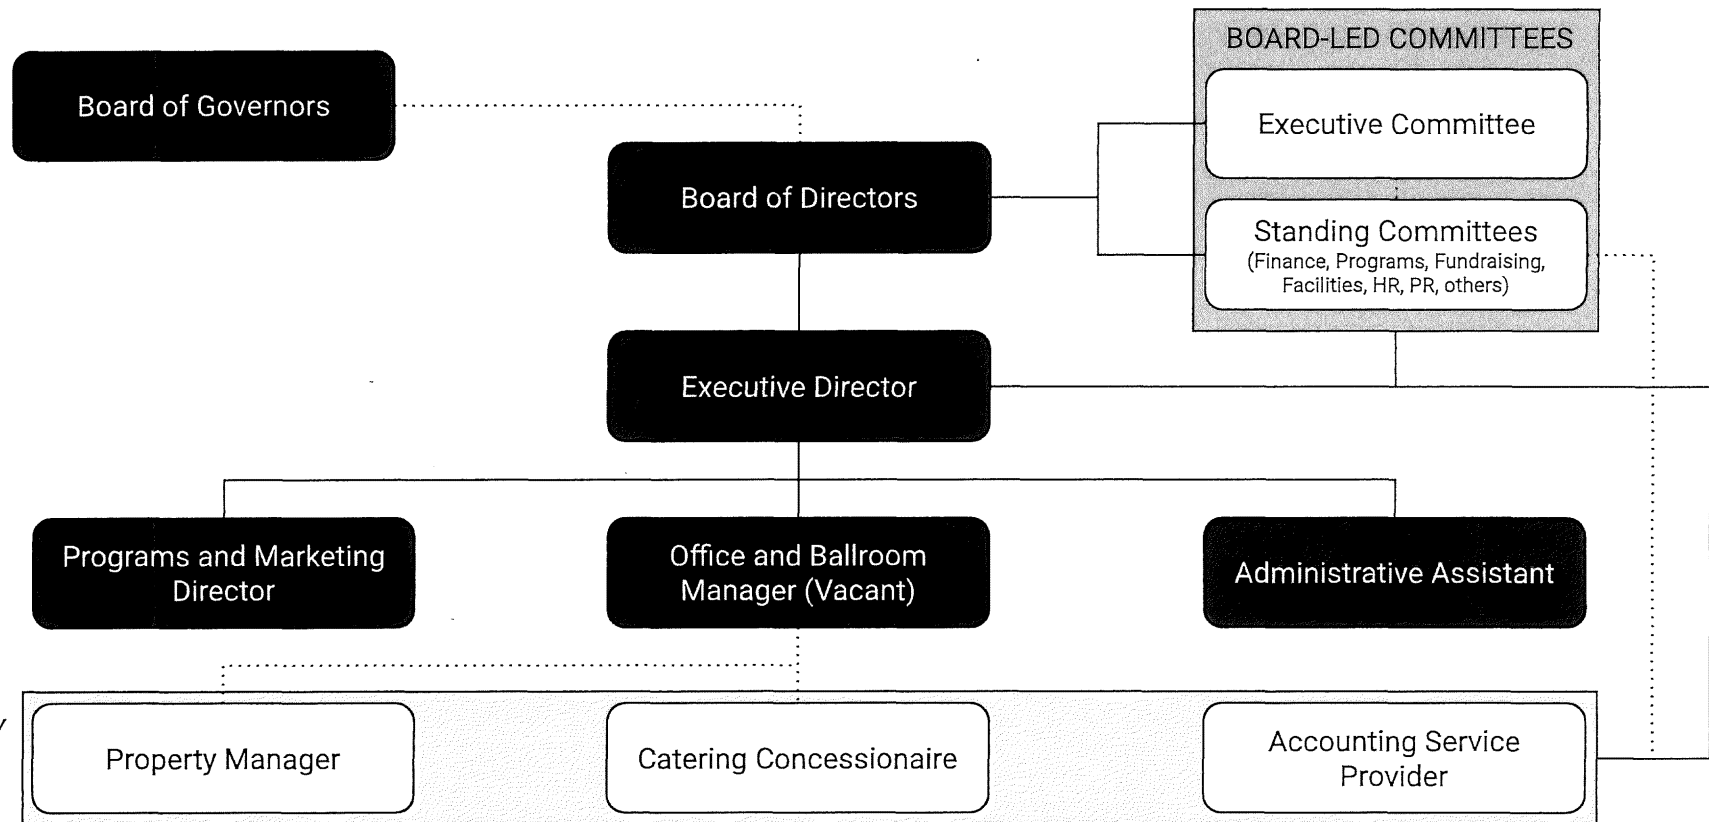 BOARD-LED COMMITTEES
Board of Governors
Executive Committee
Board of Directors
Standing Committees
(Finance, Programs, Fundraising,
Facilities, HR, PR, others)
Executive Director
Programs and Marketing
Director
Office and Ballroom
Manager (Vacant)
Administrative Assistant
Property Manager
Catering Concessionaire
Accounting Service
Provider